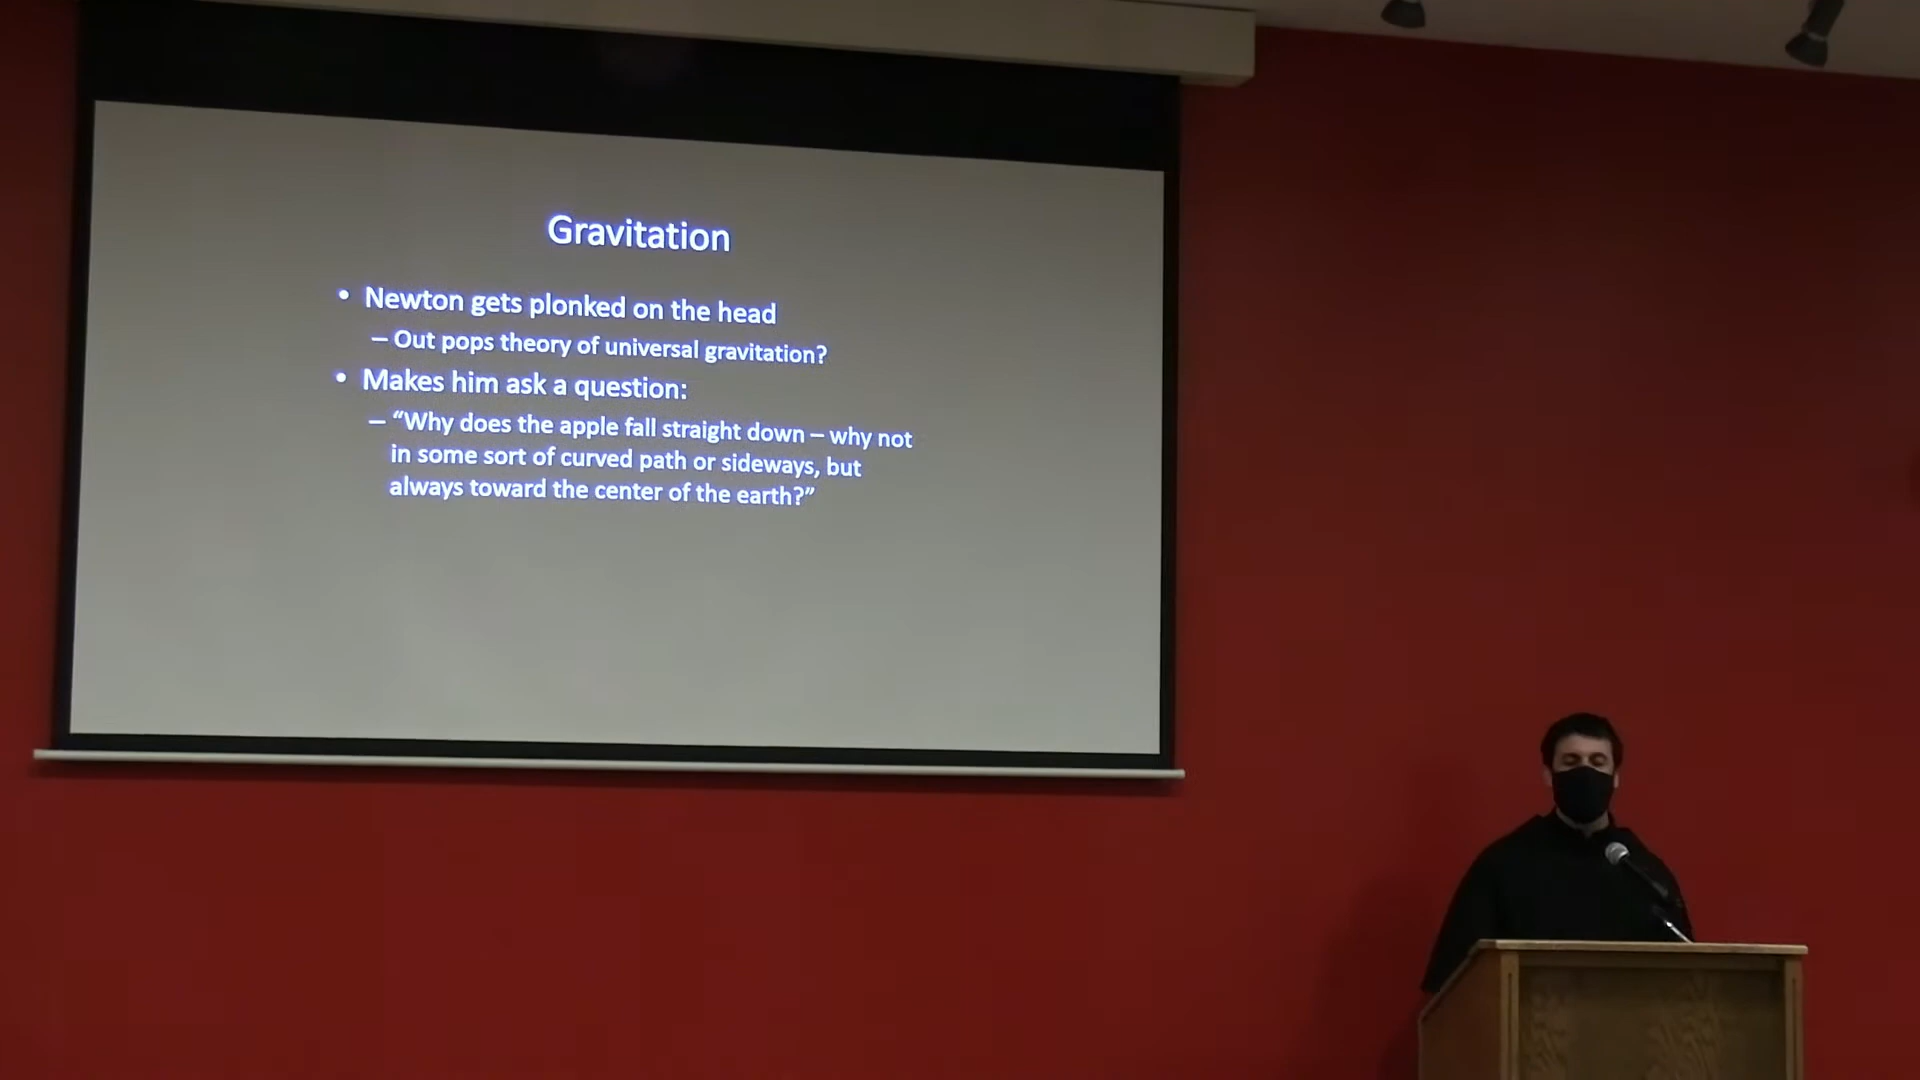 Gravitation
• Newton gets plonked on the head
– Out pops theory of universal gravitation?
• Makes him ask a question:
– “Why does the apple fall straight down – why not
in some sort of curved path or sideways, but
always toward the center of the earth?”